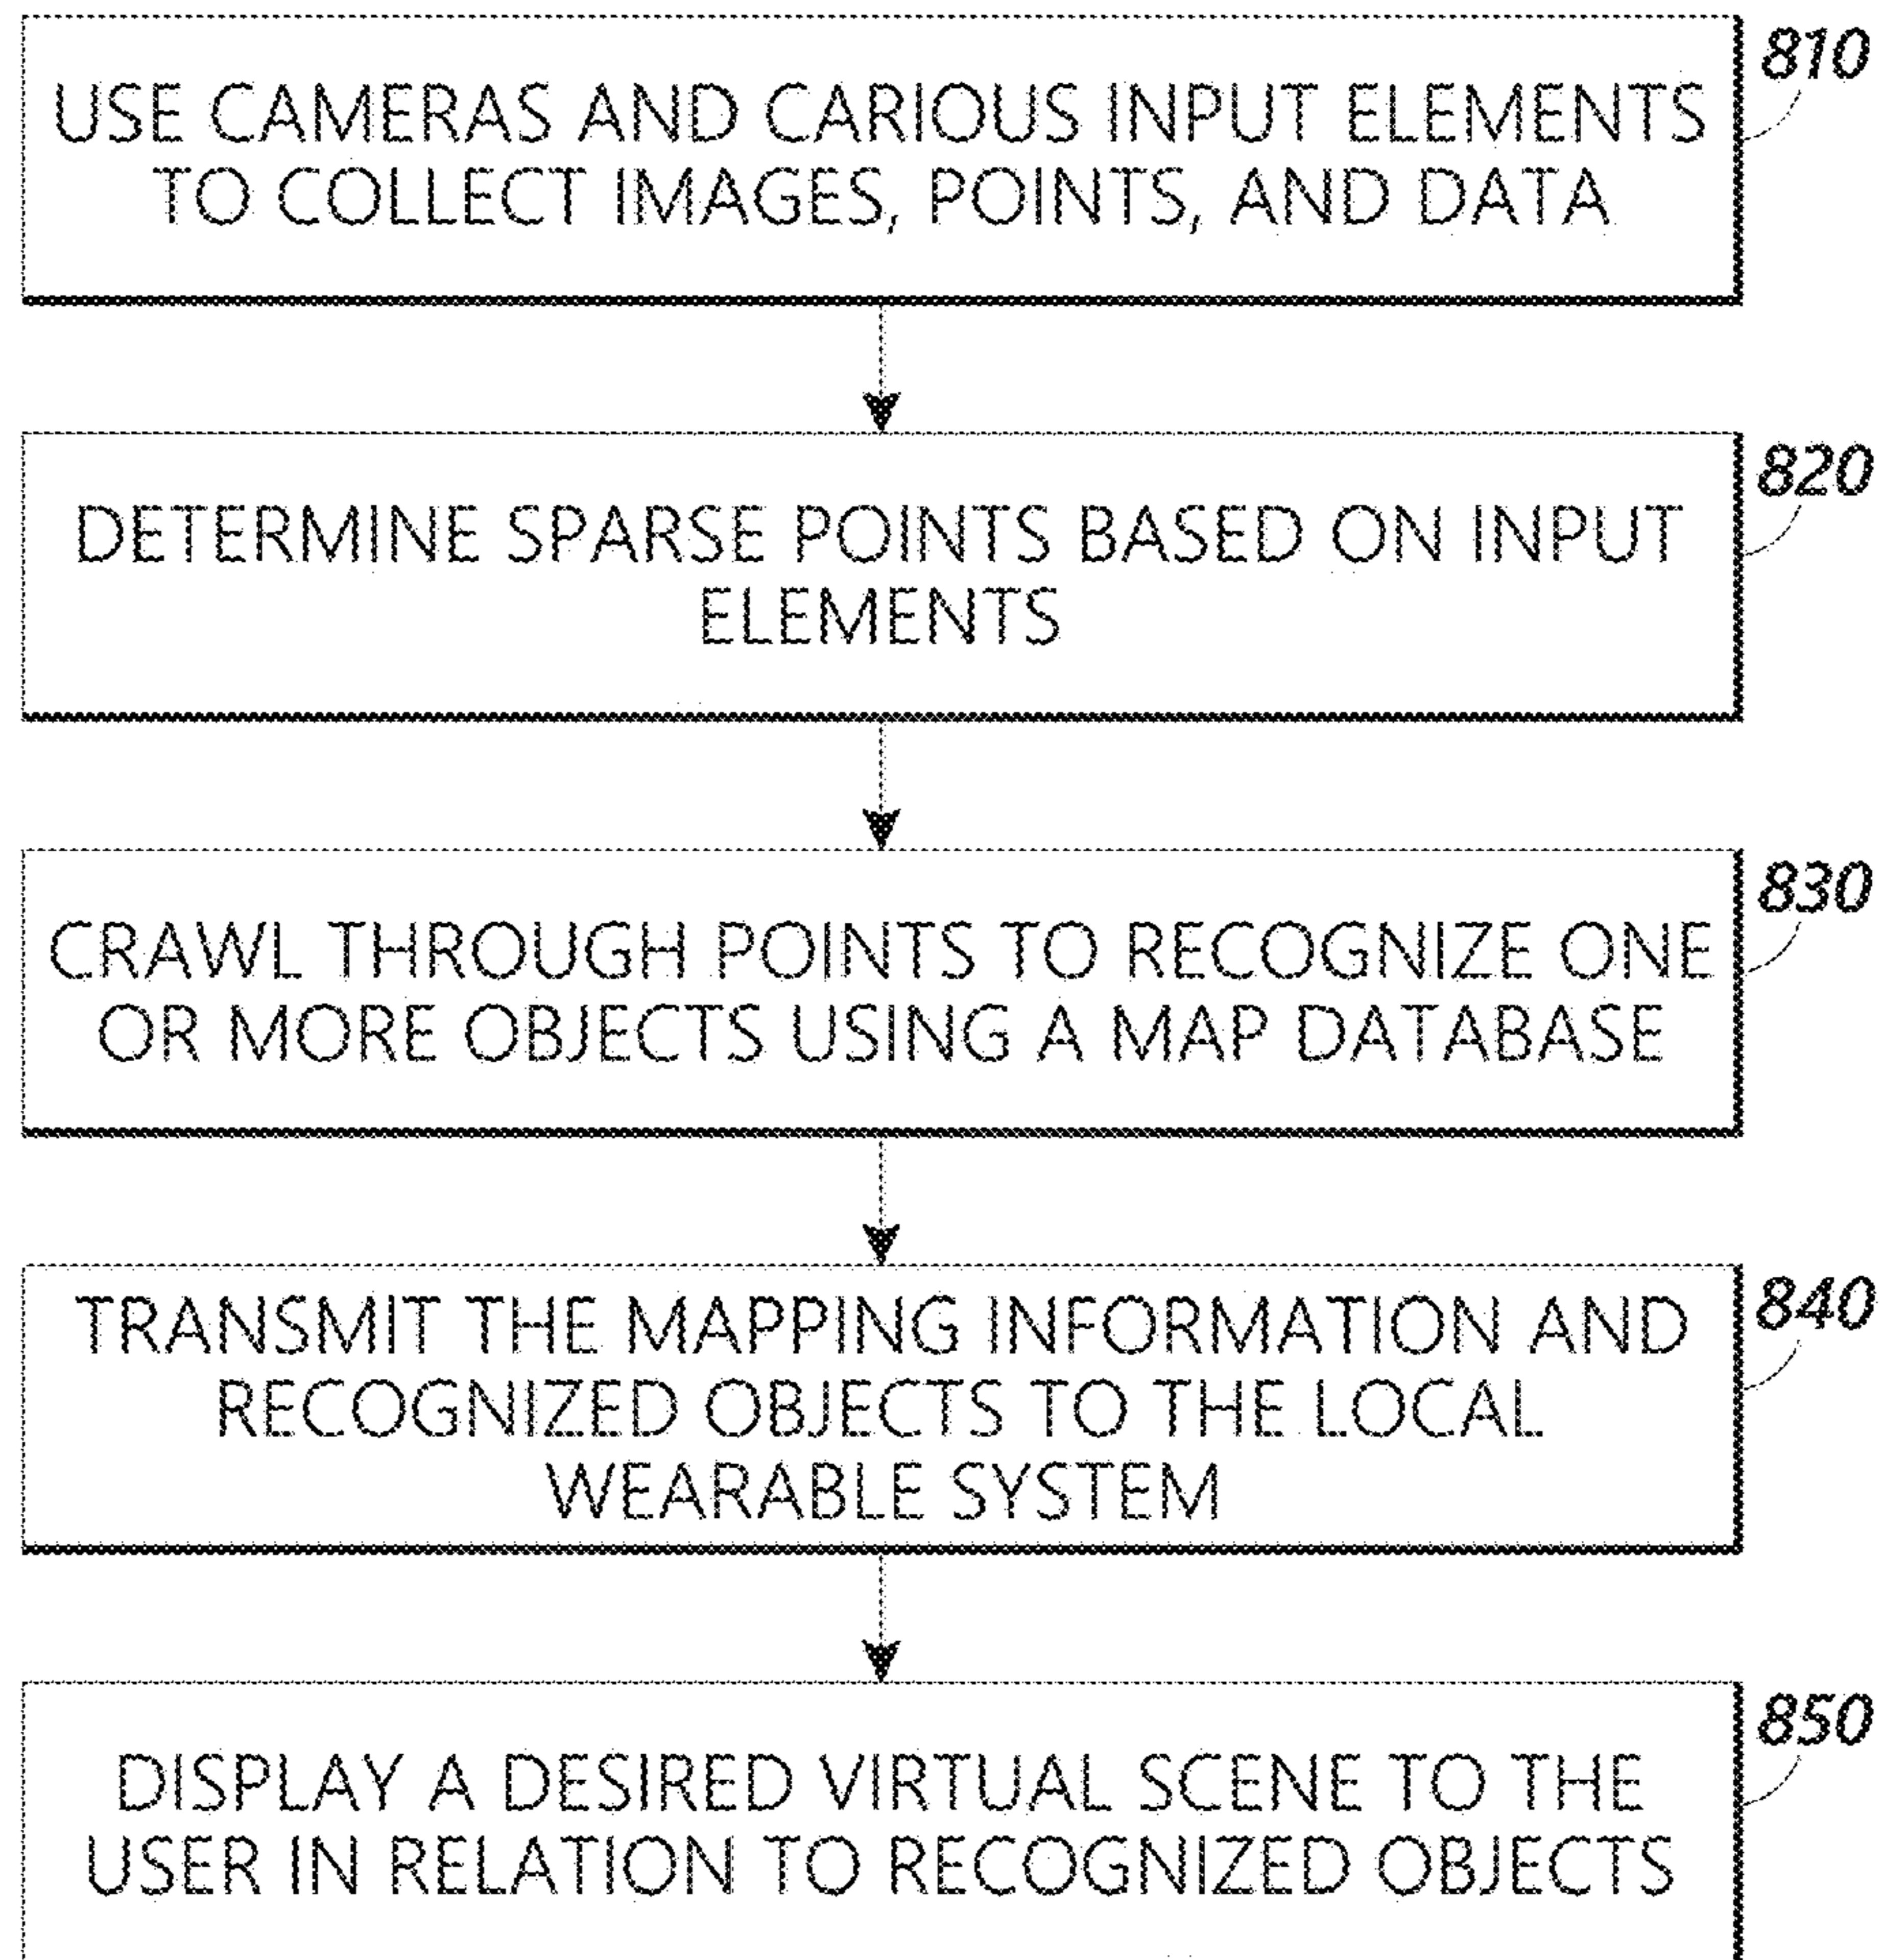 810
USE CAMERAS AND CARIOUS INPUT ELEMENTS
TO COLLECT IMAGES, POINTS, AND DATA
820
DETERMINE SPARSE POINTS BASED ON INPUT
ELEMENTS
830
CRAWL THROUGH POINTS TO RECOGNIZE ONE
OR MORE OBJECTS USING A MAP DATABASE
840
TRANSMIT THE MAPPING INFORMATION AND
RECOGNIZED OBJECTS TO THE LOCAL
WEARABLE SYSTEM
850
DISPLAY A DESIRED VIRTUAL SCENE TO THE
USER IN RELATION TO RECOGNIZED OBJECTS